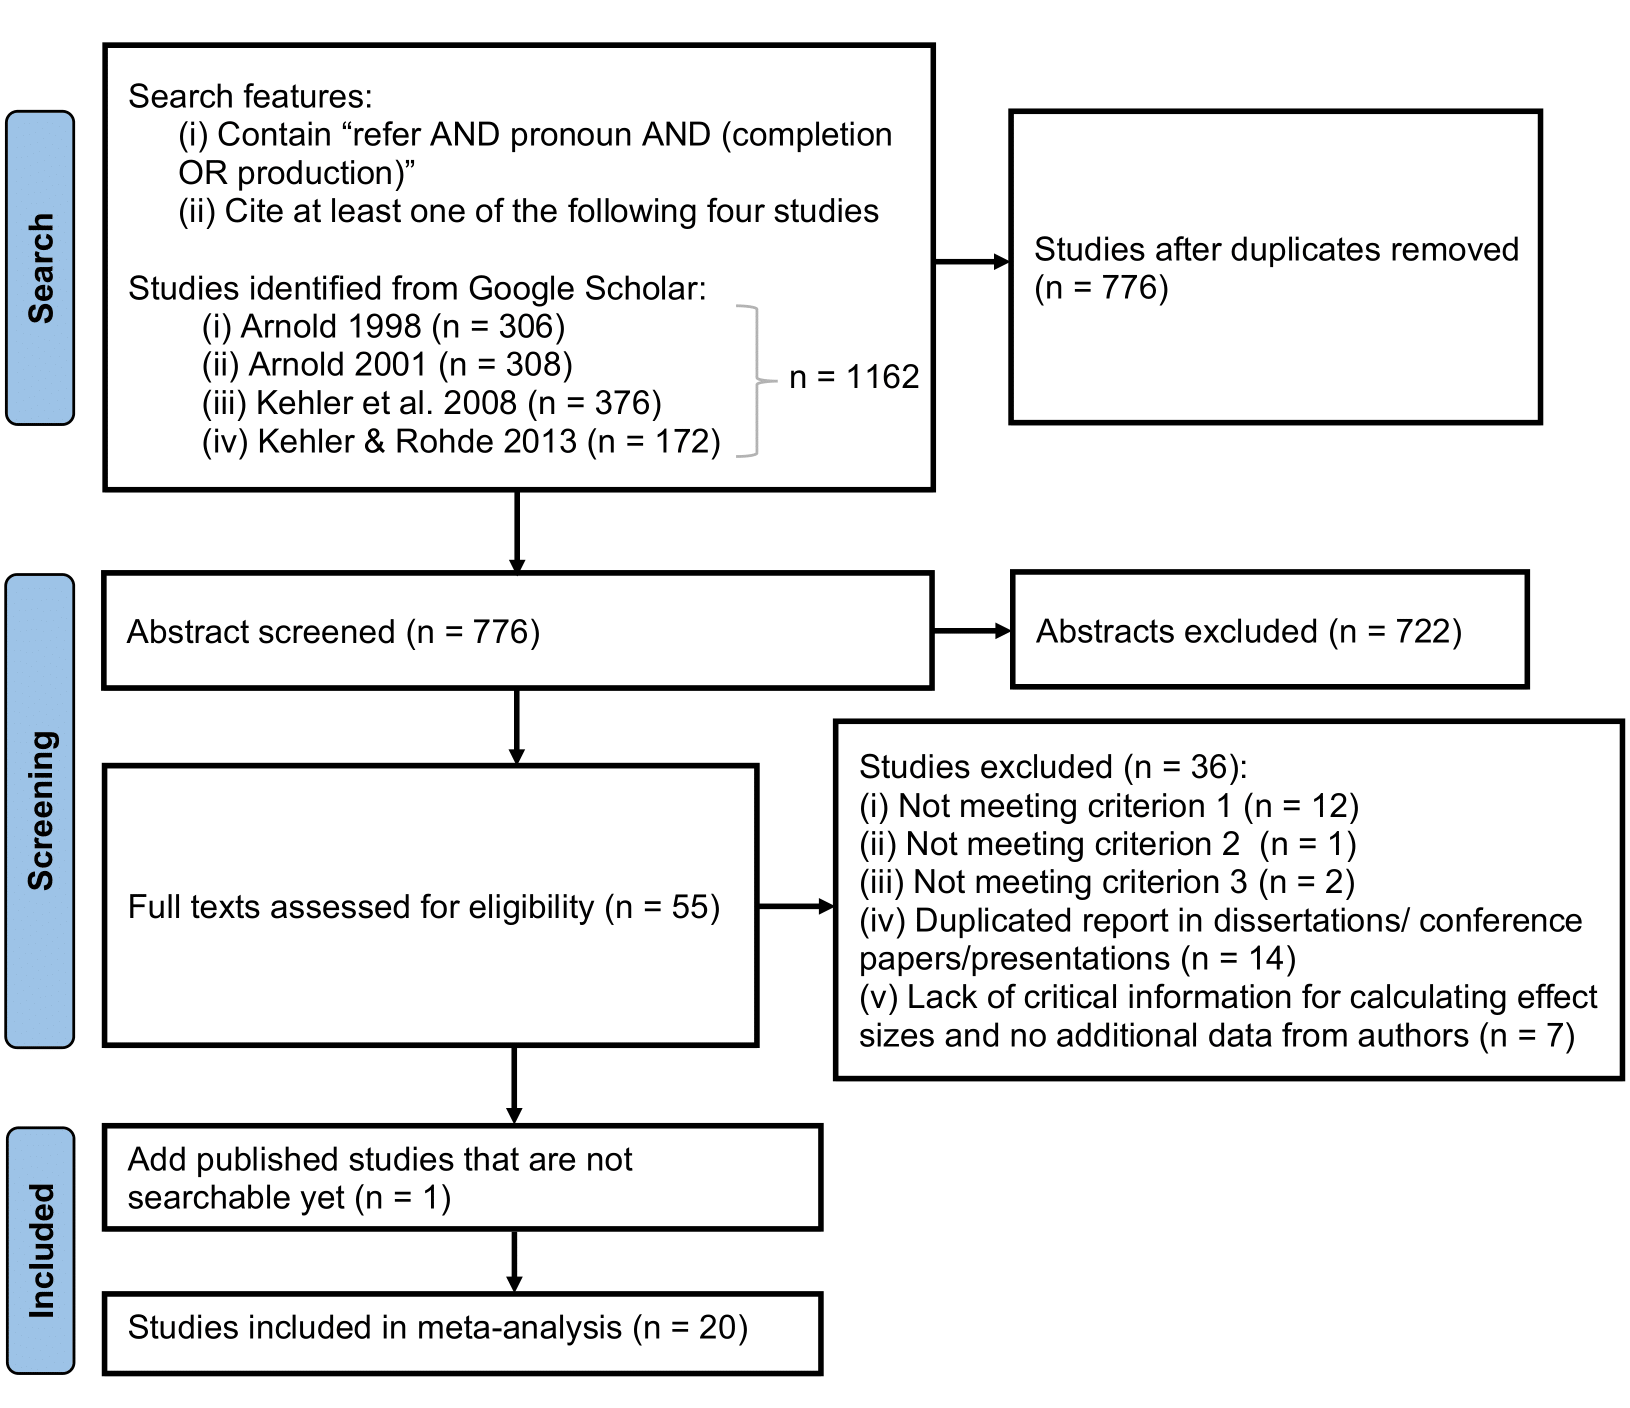 Search
Search features:
(i) Contain “refer AND pronoun AND (completion
OR production)”
(ii) Cite at least one of the following four studies
Studies identified from Google Scholar:
(i) Arnold 1998 (n = 306)
(ii) Arnold 2001 (n = 308)
(iii) Kehler et al. 2008 (n = 376)
(iv) Kehler & Rohde 2013 (n = 172)
n = 1162
Studies after duplicates removed
(n = 776)
Screening
Abstract screened (n = 776)
Abstracts excluded (n = 722)
Full texts assessed for eligibility (n = 55)
Studies excluded (n = 36):
(i) Not meeting criterion 1 (n = 12)
(ii) Not meeting criterion 2  (n = 1)
(iii) Not meeting criterion 3 (n = 2)
(iv) Duplicated report in dissertations/ conference
papers/presentations (n = 14)
(v) Lack of critical information for calculating effect
sizes and no additional data from authors (n = 7)
Included
Add published studies that are not
searchable yet (n = 1)
Studies included in meta-analysis (n = 20)